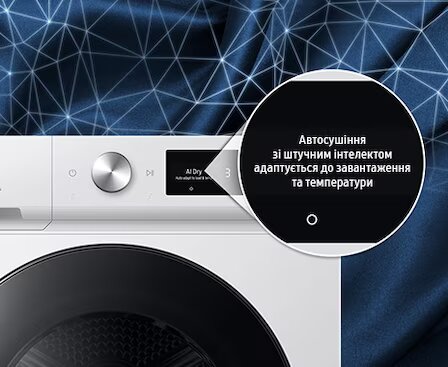 Автосушіння
зі штучним інтелектом
адаптується до завантаження
та температури
AI Dry